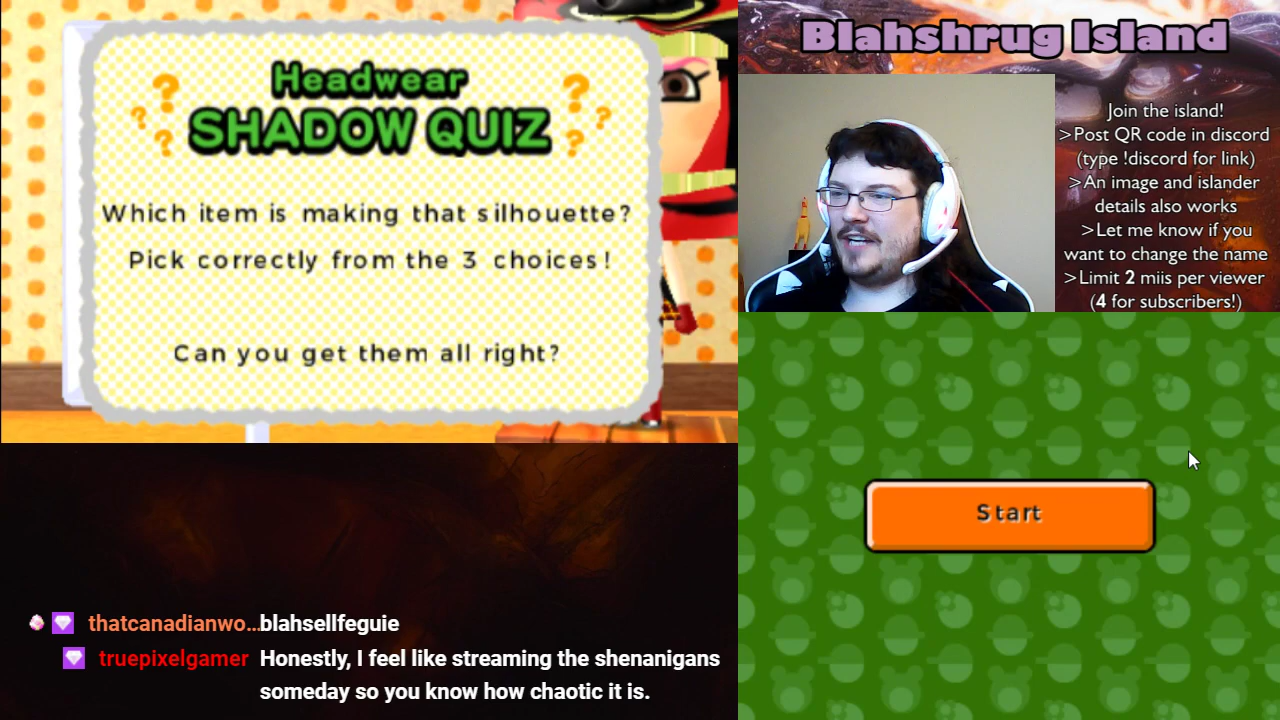 Headwear
SHADOW QUIZ
Which item is making that silhouette?
Pick correctly from the 3 choices!
Can you get them all right?
Blahshrug Island
Join the island!
>Post QR code in discord
(type !discord for link)
>An image and islander
details also works
>Let me know if you
want to change the name
>Limit 2 miis per viewer
(4 for subscribers!)
Start
thatcanadianwo... blahsellfeguie
truepixelgamer Honestly, I feel like streaming the shenanigans
someday so you know how chaotic it is.